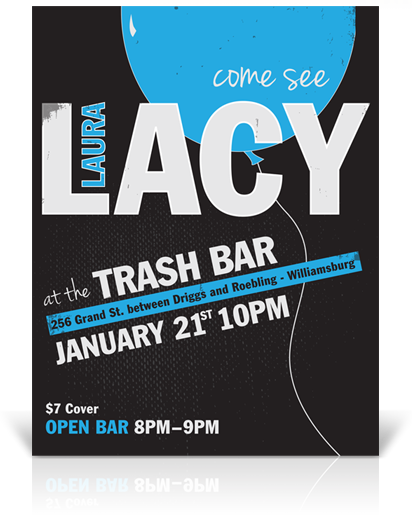 come see
LAURA
LACY
at the TRASH BAR
256 Grand St. between Driggs and Roebling - Williamsburg
JANUARY 21ST 10PM
$7 Cover
OPEN BAR 8PM–9PM